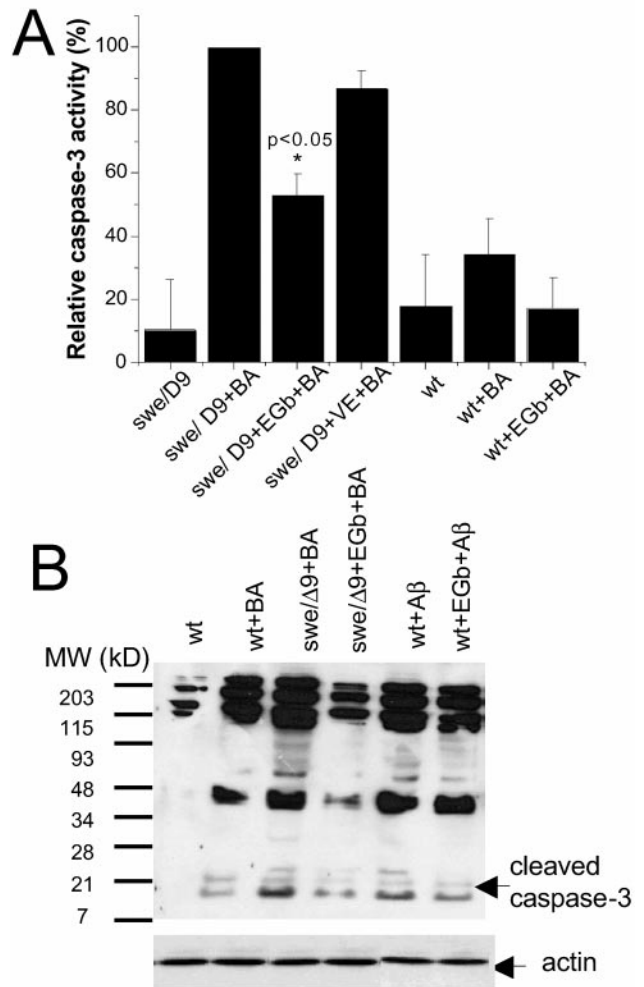 A
Relative caspase-3 activity (%)
100
80
60
40
20
0
p<0.05
*
swe/D9
swe/ D9+BA
swe/ D9+EGb+BA
swe/ D9+VE+BA
wt
wt+BA
wt+EGb+BA
B
wt
wt+BA
swe/Δ9+BA
swe/Δ9+EGb+BA
wt+Aβ
wt+EGb+Aβ
MW (kD)
203
115
93
48
34
28
21
7
cleaved
caspase-3
actin